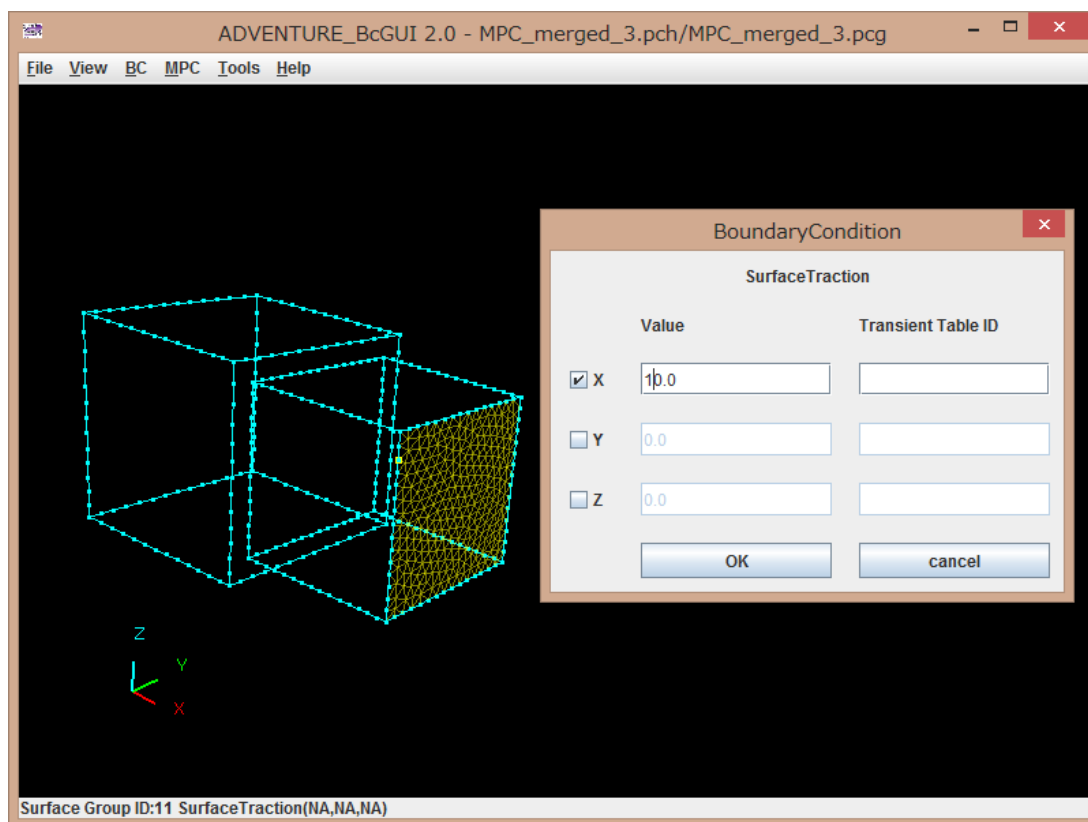 ADVENTURE_BcGUI 2.0 - MPC_merged_3.pch/MPC_merged_3.pcg
File View BC MPC Tools Help
BoundaryCondition
SurfaceTraction
Value Transient Table ID
X 10.0
Y 0.0
Z 0.0
OK cancel
Z
Y
X
Surface Group ID:11 SurfaceTraction(NA,NA,NA)